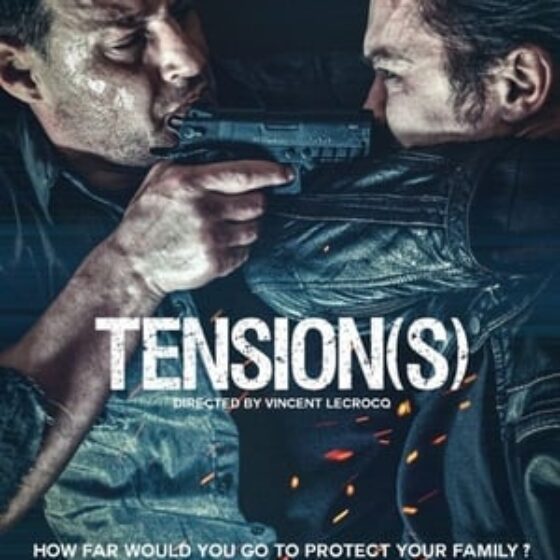 TENSION(S)
DIRECTED BY VINCENT LECROCQ
HOW FAR WOULD YOU GO TO PROTECT YOUR FAMILY ?